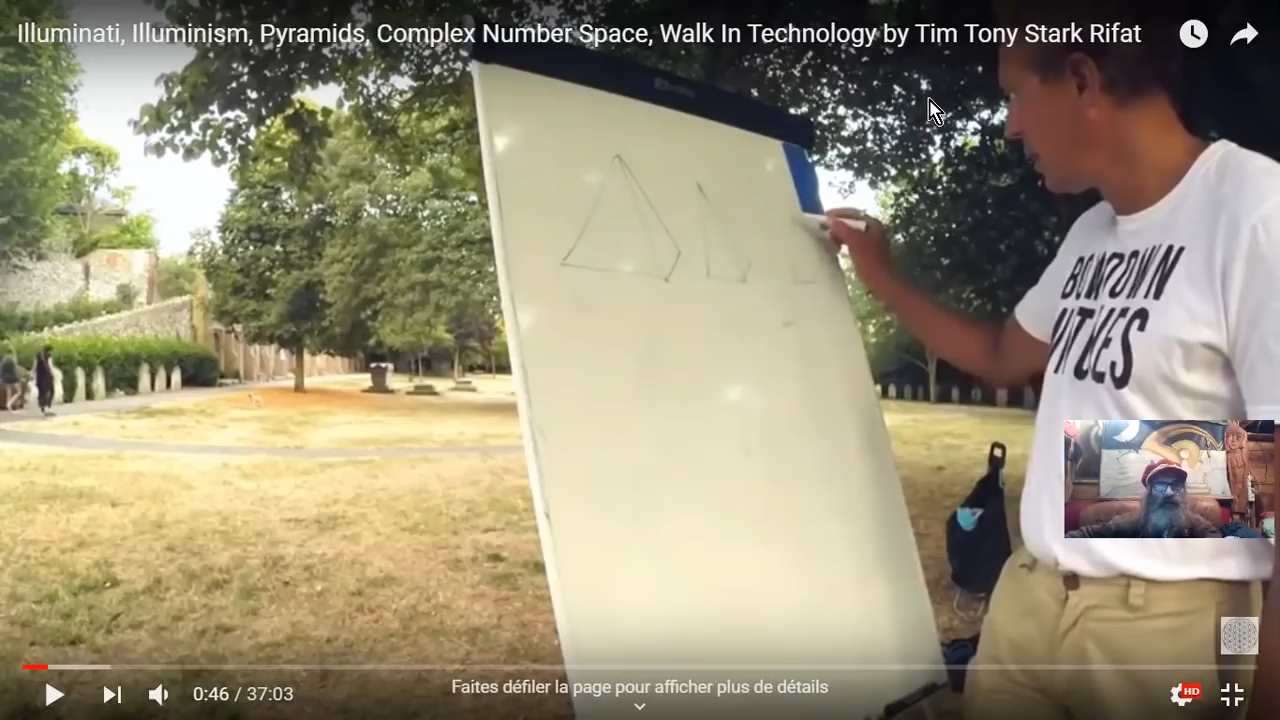 Illuminati, Illuminism, Pyramids, Complex Number Space, Walk In Technology by Tim Tony Stark Rifat
0:46 / 37:03
Faites défiler la page pour afficher plus de détails
HD